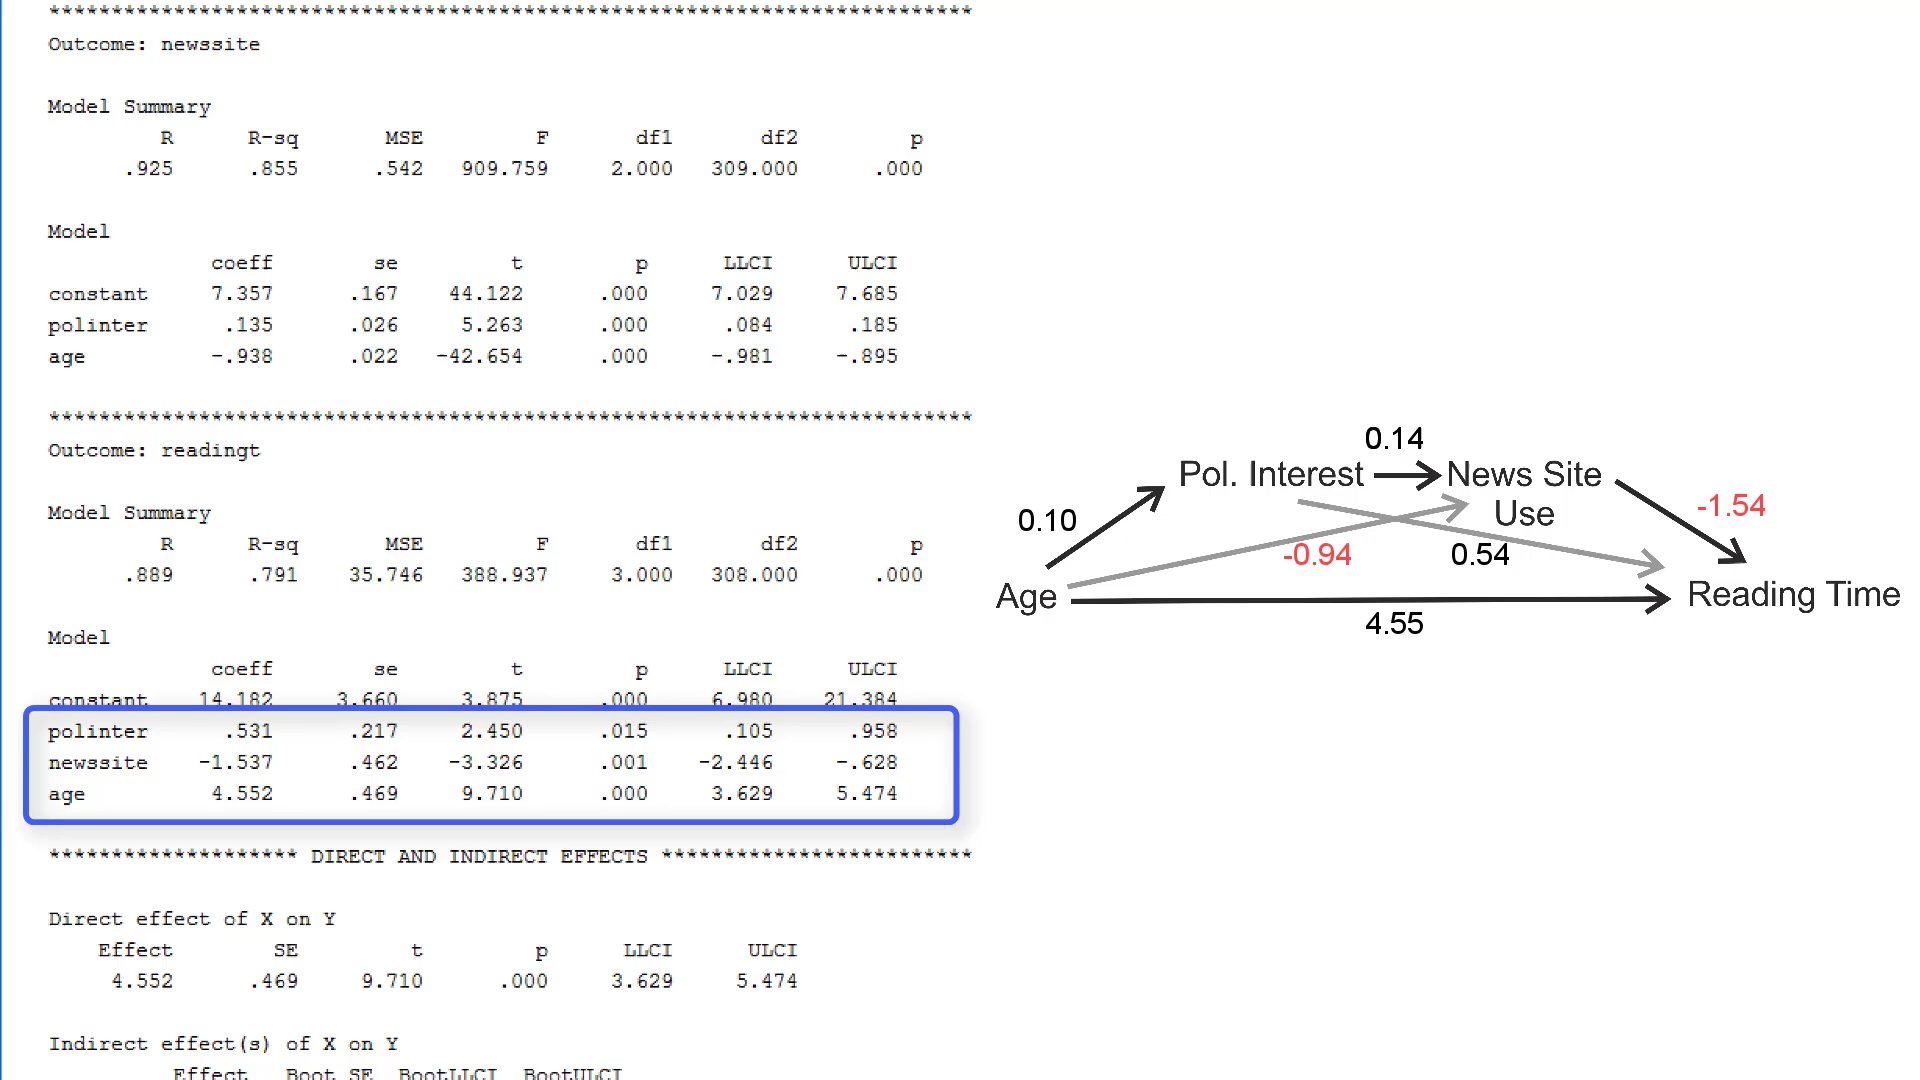 **************************************************************************
Outcome: newssite
Model Summary
R R-sq MSE F df1 df2 p
.925 .855 .542 909.759 2.000 309.000 .000
Model
coeff se t p LLCI ULCI
constant 7.357 .167 44.122 .000 7.029 7.685
polinter .135 .026 5.263 .000 .084 .185
age -.938 .022 -42.654 .000 -.981 -.895
**************************************************************************
Outcome: readingt
Model Summary
R R-sq MSE F df1 df2 p
.889 .791 35.746 388.937 3.000 308.000 .000
Model
coeff se t p LLCI ULCI
constant 14.182 3.660 3.875 .000 6.980 21.384
polinter .531 .217 2.450 .015 .105 .958
newssite -1.537 .462 -3.326 .001 -2.446 -.628
age 4.552 .469 9.710 .000 3.629 5.474
******************** DIRECT AND INDIRECT EFFECTS *************************
Direct effect of X on Y
Effect SE t p LLCI ULCI
4.552 .469 9.710 .000 3.629 5.474
Indirect effect(s) of X on Y
Effect Boot SE BootLLCI BootULCI
0.14
Pol. Interest News Site
Use
0.10
-1.54
-0.94
0.54
Age
Reading Time
4.55